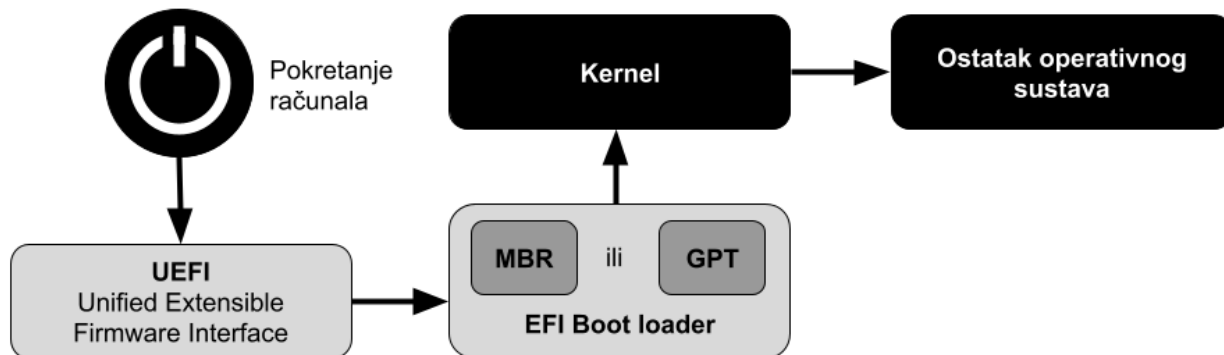 Pokretanje
računala
UEFI
Unified Extensible
Firmware Interface
MBR ili GPT
EFI Boot loader
Kernel
Ostatak operativnog
sustava